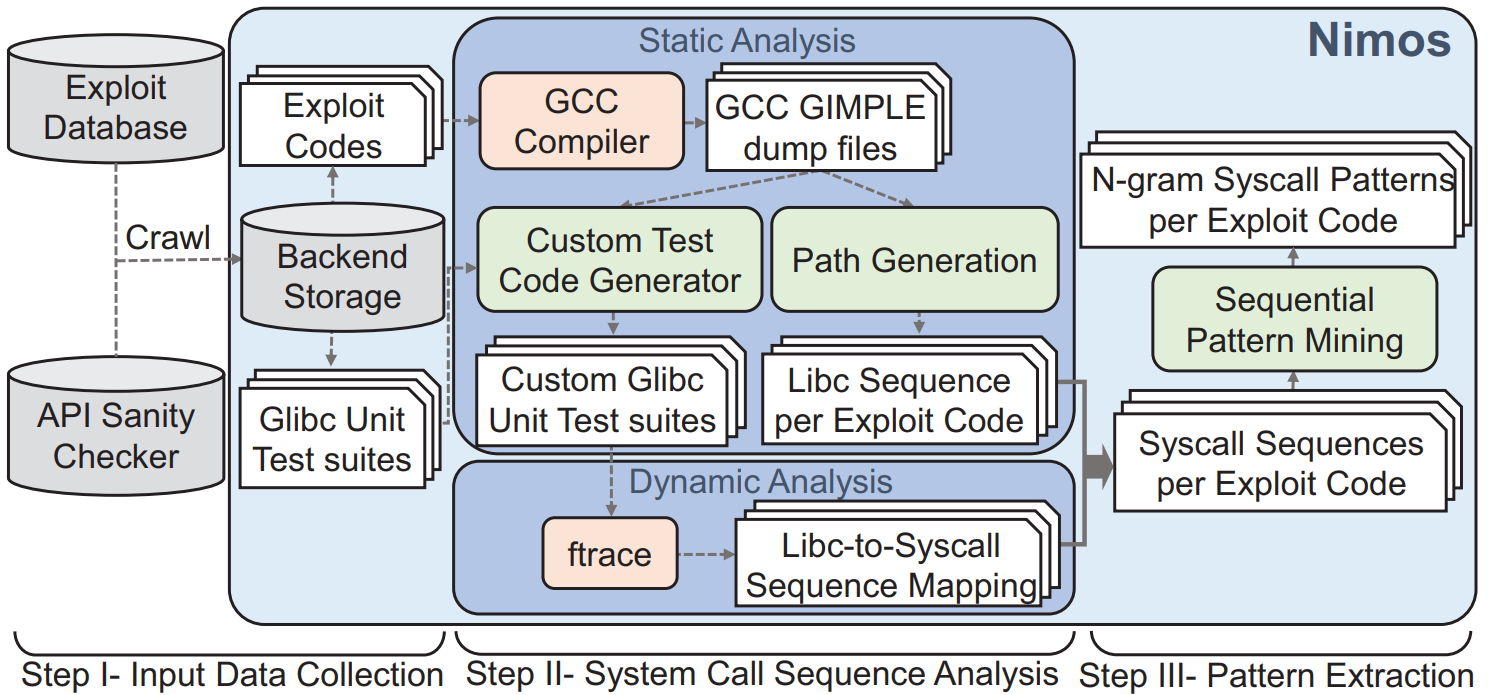 Nimos
Exploit
Database
Crawl
API Sanity
Checker
Exploit
Codes
Backend
Storage
Glibc Unit
Test suites
Static Analysis
GCC
Compiler
GCC GIMPLE
dump files
Custom Test
Code Generator
Path Generation
Custom Glibc
Unit Test suites
Libc Sequence
per Exploit Code
Dynamic Analysis
ftrace
Libc-to-Syscall
Sequence Mapping
N-gram Syscall Patterns
per Exploit Code
Sequential
Pattern Mining
Syscall Sequences
per Exploit Code
Step I- Input Data Collection
Step II- System Call Sequence Analysis
Step III- Pattern Extraction